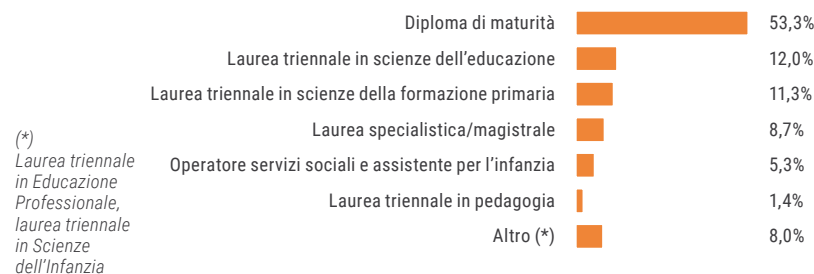 Diploma di maturità 53,3%
Laurea triennale in scienze dell'educazione 12,0%
Laurea triennale in scienze della formazione primaria 11,3%
Laurea specialistica/magistrale 8,7%
Operatore servizi sociali e assistente per l'infanzia 5,3%
Laurea triennale in pedagogia 1,4%
Altro (*) 8,0%
(*)
Laurea triennale
in Educazione
Professionale,
laurea triennale
in Scienze
dell'Infanzia